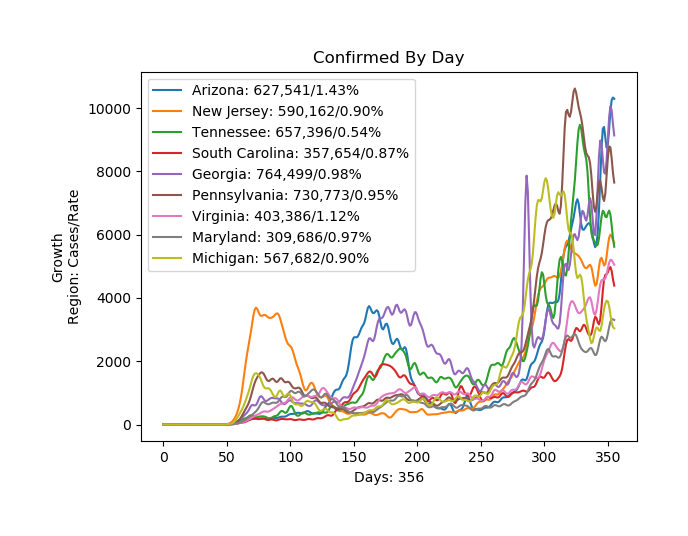 Confirmed By Day
Arizona: 627,541/1.43%
New Jersey: 590,162/0.90%
Tennessee: 657,396/0.54%
South Carolina: 357,654/0.87%
Georgia: 764,499/0.98%
Pennsylvania: 730,773/0.95%
Virginia: 403,386/1.12%
Maryland: 309,686/0.97%
Michigan: 567,682/0.90%
Growth
Region: Cases/Rate
10000
8000
6000
4000
2000
0
0 50 100 150 200 250 300 350
Days: 356